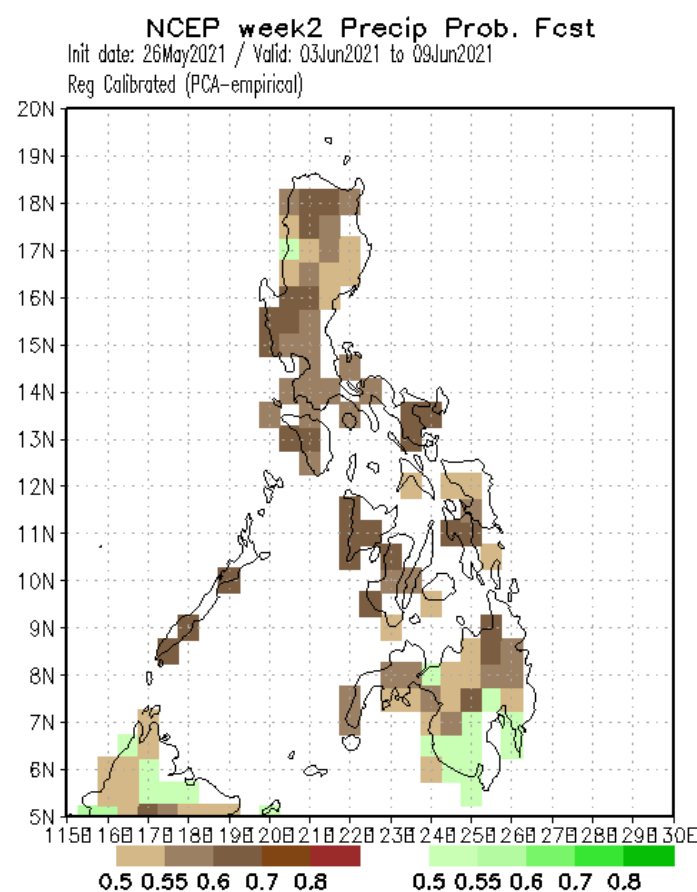 NCEP week2 Precip Prob. Fcst
Init date: 26May2021 / Valid: 03Jun2021 to 09Jun2021
Reg Calibrated (PCA-empirical)
20N
19N
18N
17N
16N
15N
14N
13N
12N
11N
10N
9N
8N
7N
6N
5N
115E 116E 117E 118E 119E 120E 121E 122E 123E 124E 125E 126E 127E 128E 129E 130E
0.5 0.55 0.6 0.7 0.8 0.5 0.55 0.6 0.7 0.8